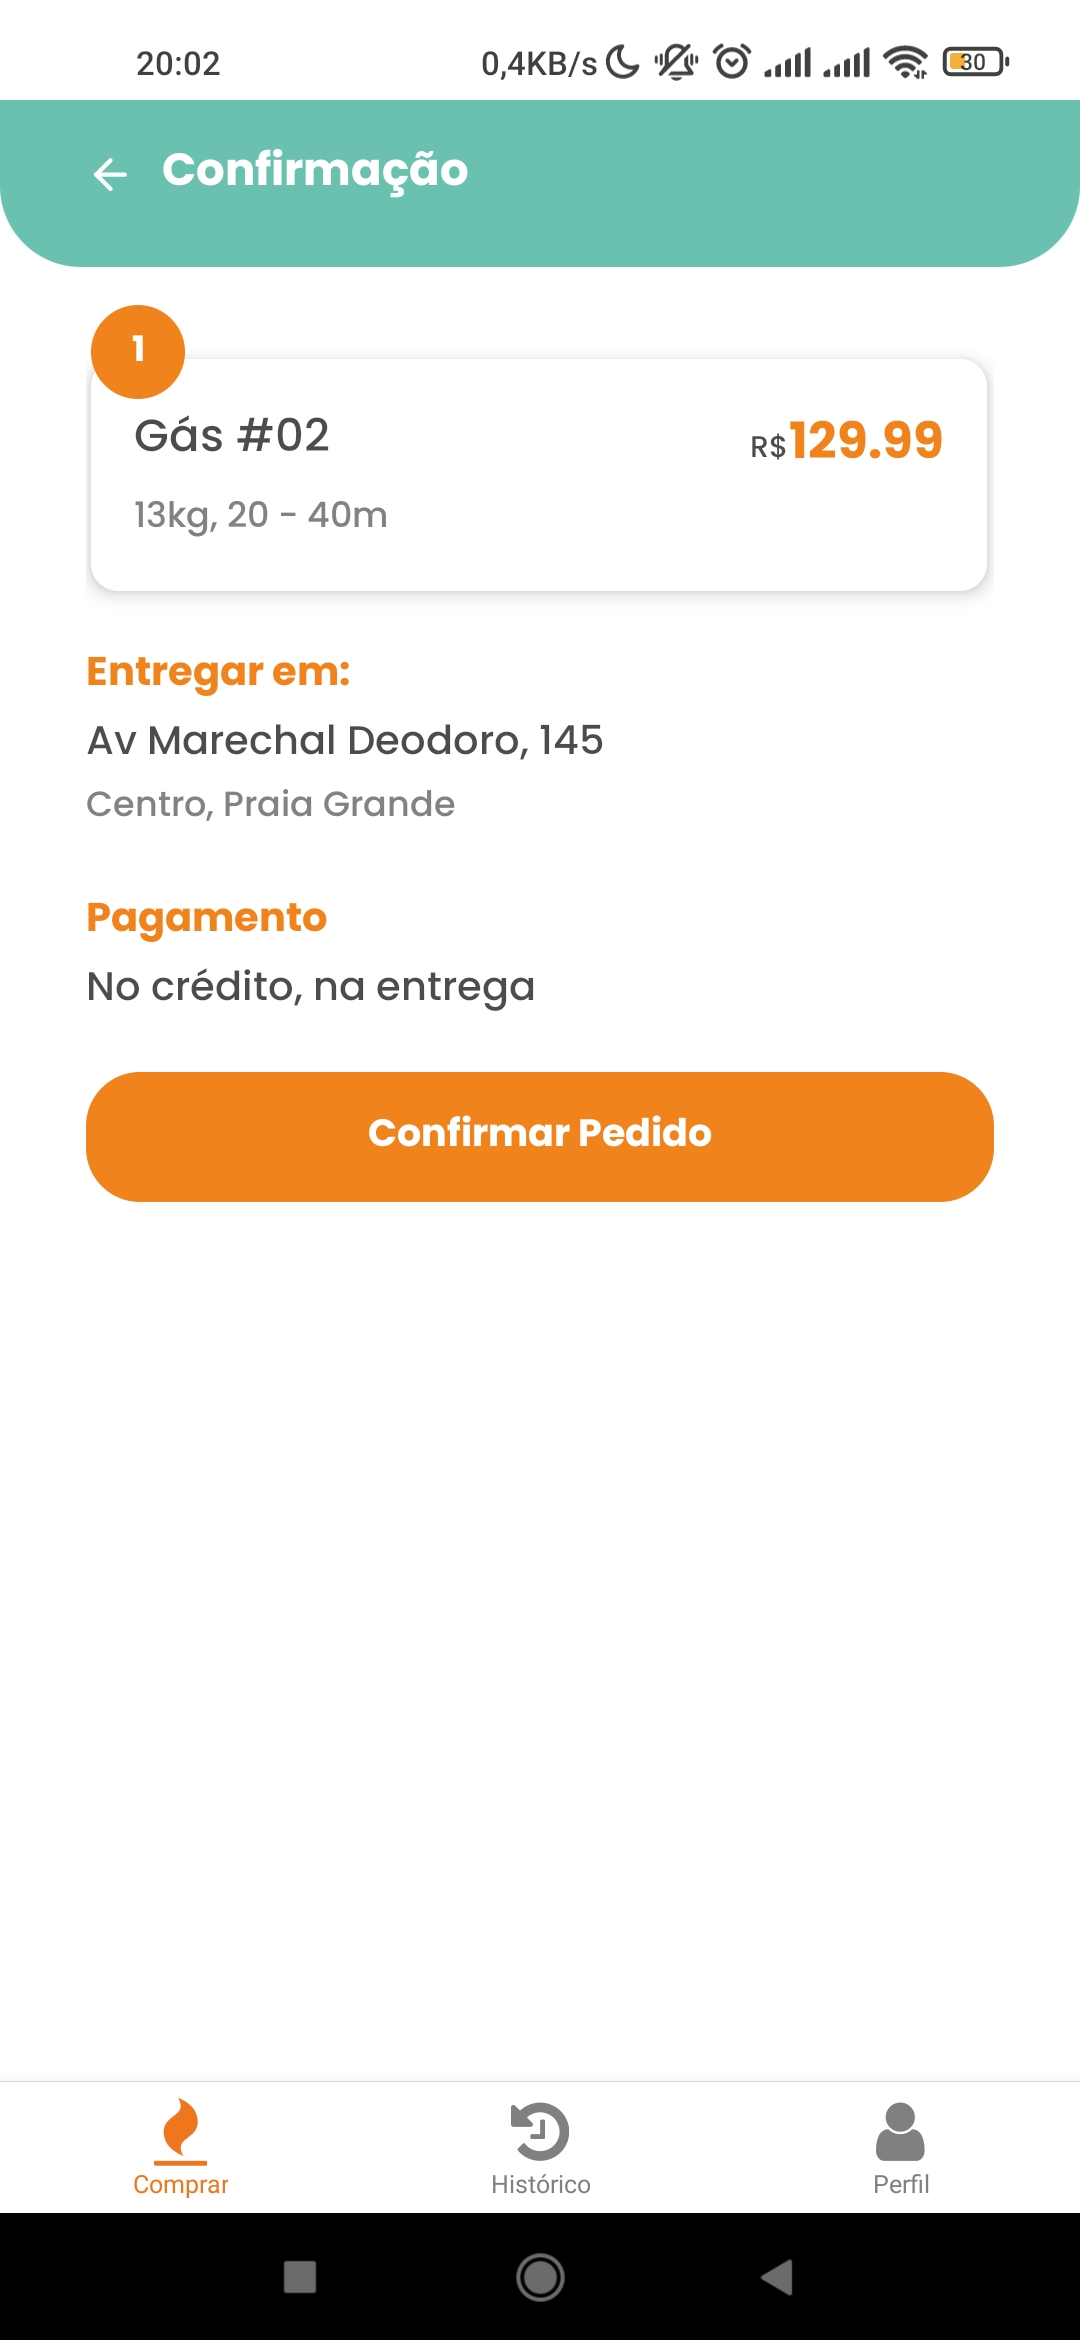 20:02
0,4KB/s
30
Confirmação
1
Gás #02
R$129.99
13kg, 20 - 40m
Entregar em:
Av Marechal Deodoro, 145
Centro, Praia Grande
Pagamento
No crédito, na entrega
Confirmar Pedido
Comprar
Histórico
Perfil